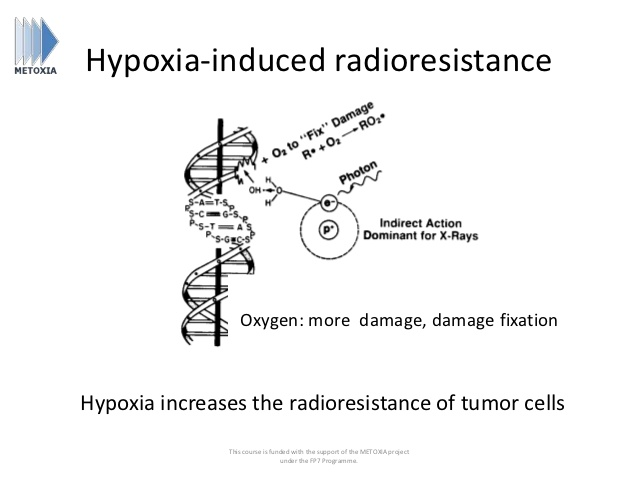 METOXIA
Hypoxia-induced radioresistance
+ O₂ to "Fix" Damage
R• + O₂ → RO₂•
Photon
H
OH
O
H
e-
S-A=T-S
P
S-C≡G-S
P
P
S-T=A S
P
S-G≡C-S
P+
Indirect Action
Dominant for X-Rays
Oxygen: more damage, damage fixation
Hypoxia increases the radioresistance of tumor cells
This course is funded with the support of the METOXIA project
under the FP7 Programme.